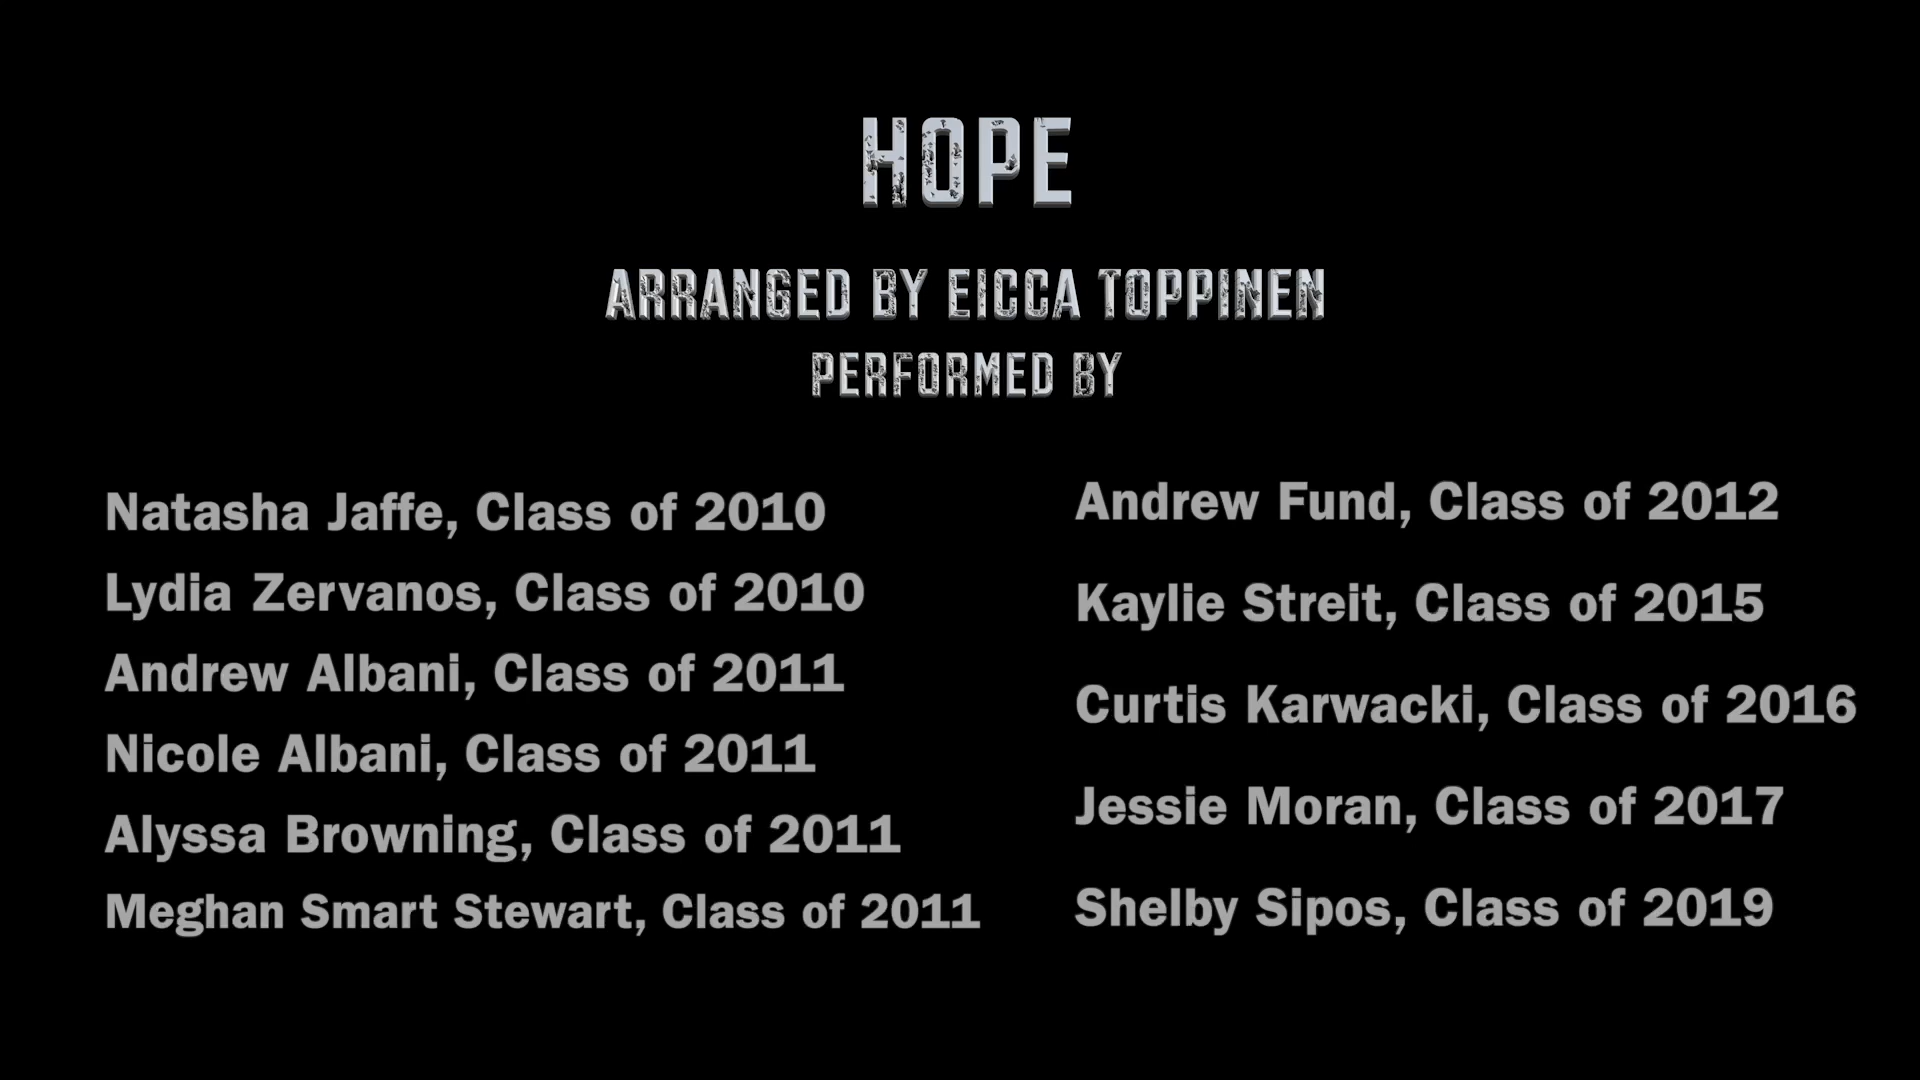 HOPE
ARRANGED BY EICCA TOPPINEN
PERFORMED BY
Natasha Jaffe, Class of 2010
Lydia Zervanos, Class of 2010
Andrew Albani, Class of 2011
Nicole Albani, Class of 2011
Alyssa Browning, Class of 2011
Meghan Smart Stewart, Class of 2011
Andrew Fund, Class of 2012
Kaylie Streit, Class of 2015
Curtis Karwacki, Class of 2016
Jessie Moran, Class of 2017
Shelby Sipos, Class of 2019